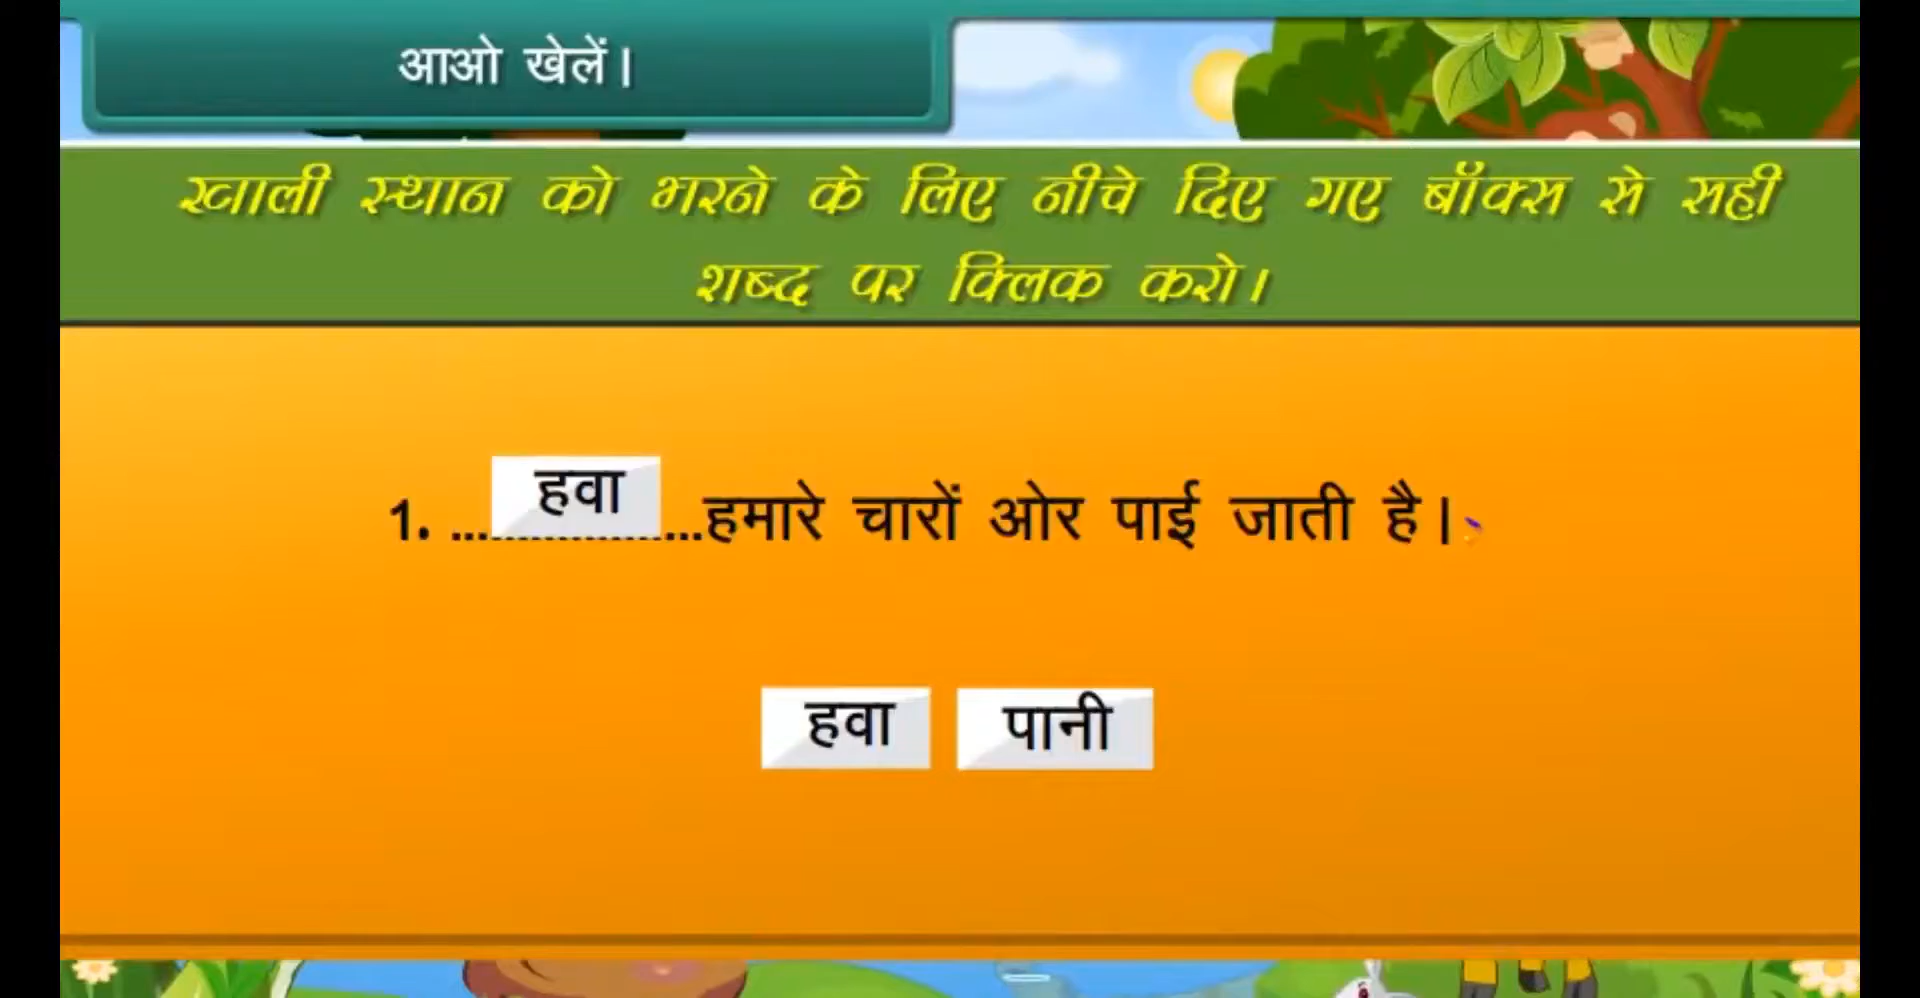 आओ खेलें।
खाली स्थान को भरने के लिए नीचे दिए गए बॉक्स से सही
शब्द पर क्लिक करो।
1. ..... हवा .....हमारे चारों ओर पाई जाती है।
हवा पानी